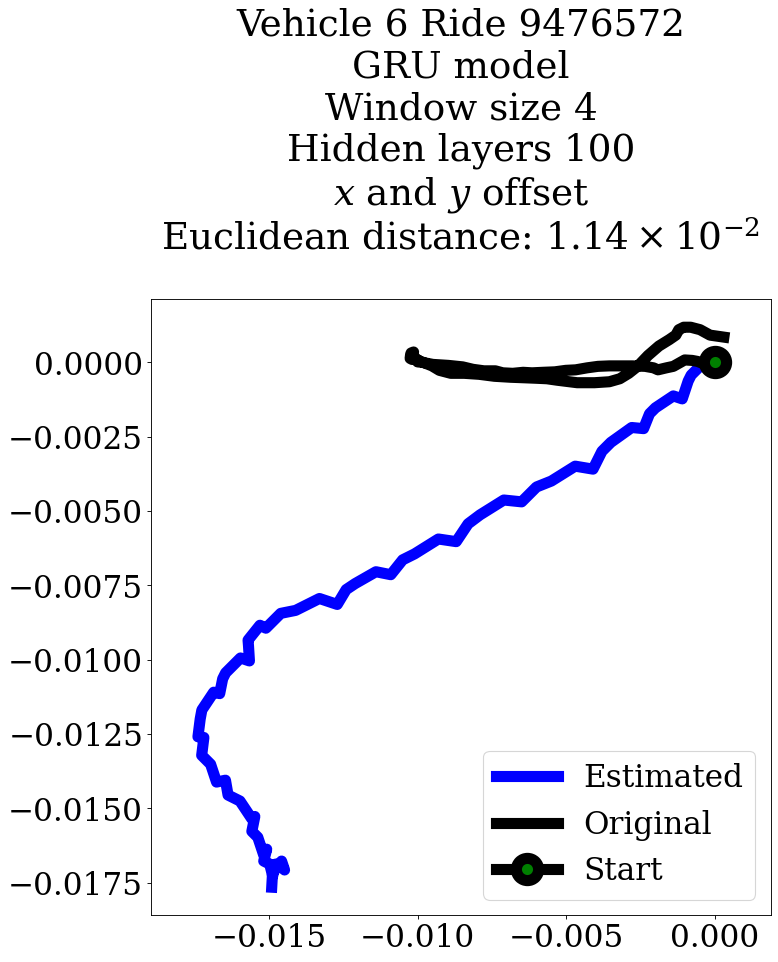 Vehicle 6 Ride 9476572
GRU model
Window size 4
Hidden layers 100
x and y offset
Euclidean distance: 1.14 × 10⁻²
0.0000
−0.0025
−0.0050
−0.0075
−0.0100
−0.0125
−0.0150
−0.0175
Estimated
Original
Start
−0.015 −0.010 −0.005 0.000